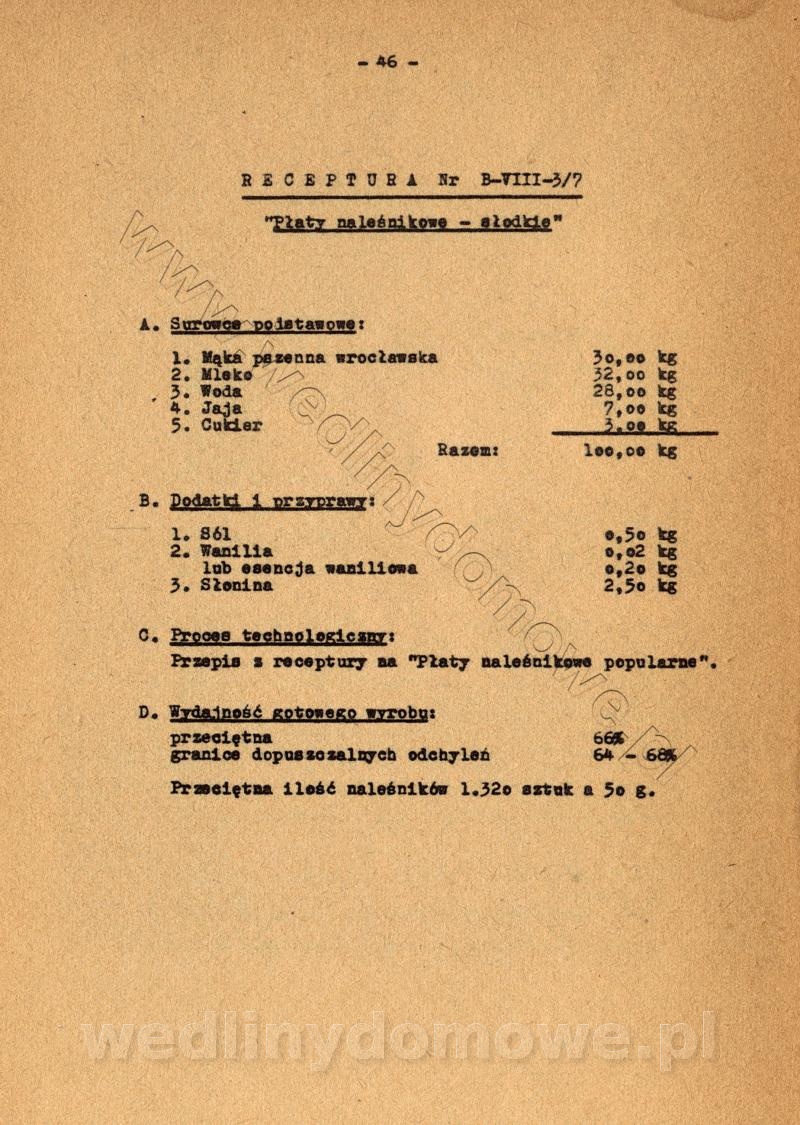 - 46 -
RECEPTURA Nr B-VIII-3/7
"Płaty naleśnikowe - słodkie"
A. Surowce podstawowe:
1. Mąka pszenna wrocławska 30,00 kg
2. Mleko 32,00 kg
3. Woda 28,00 kg
4. Jaja 7,00 kg
5. Cukier 3.00 kg
Razem: 100,00 kg
B. Dodatki i przyprawy:
1. Sól 0,50 kg
2. Wanilia 0,02 kg
lub esencja waniliowa 0,20 kg
3. Słonina 2,50 kg
C. Proces technologiczny:
Przepis z receptury na "Płaty naleśnikowe popularne".
D. Wydajność gotowego wyrobu:
przeciętna 66%
granice dopuszczalnych odchyleń 64 - 68%
Przeciętna ilość naleśników 1.320 sztuk a 50 g.
www.wedlinydomowe.pl
wedlinydomowe.pl